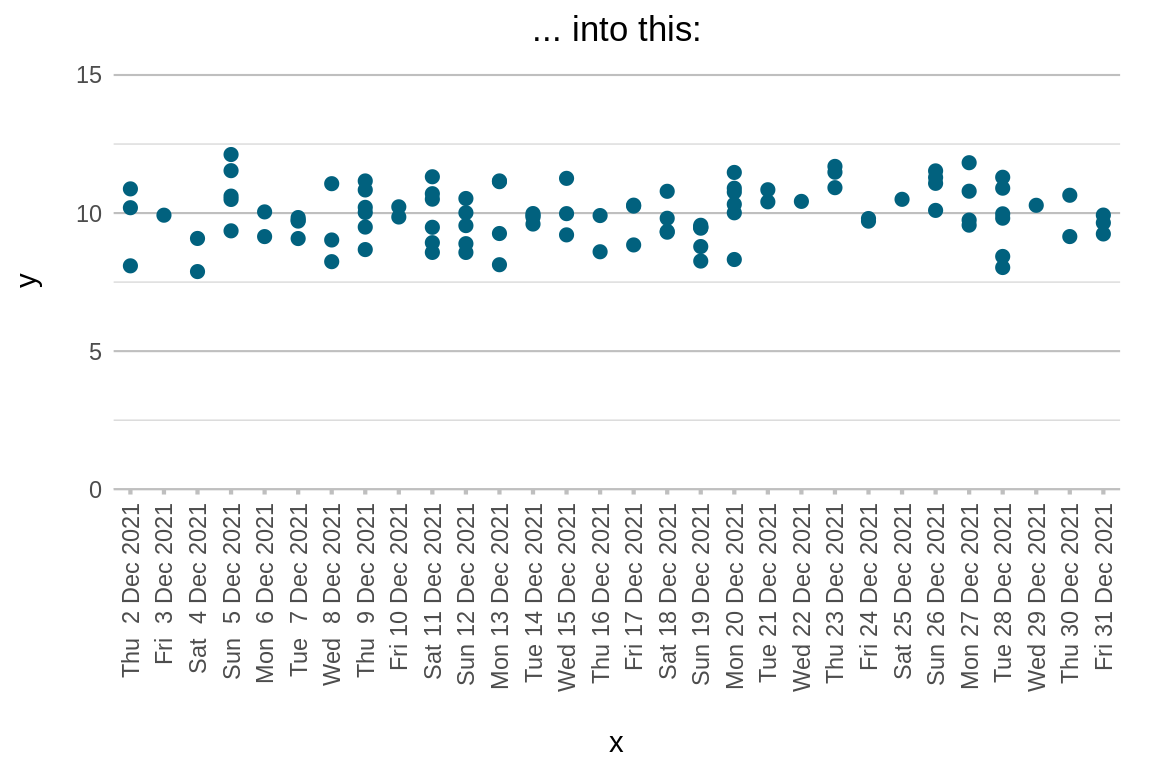 ... into this:
15
10
5
0
y
Thu  2 Dec 2021
Fri  3 Dec 2021
Sat  4 Dec 2021
Sun  5 Dec 2021
Mon  6 Dec 2021
Tue  7 Dec 2021
Wed  8 Dec 2021
Thu  9 Dec 2021
Fri 10 Dec 2021
Sat 11 Dec 2021
Sun 12 Dec 2021
Mon 13 Dec 2021
Tue 14 Dec 2021
Wed 15 Dec 2021
Thu 16 Dec 2021
Fri 17 Dec 2021
Sat 18 Dec 2021
Sun 19 Dec 2021
Mon 20 Dec 2021
Tue 21 Dec 2021
Wed 22 Dec 2021
Thu 23 Dec 2021
Fri 24 Dec 2021
Sat 25 Dec 2021
Sun 26 Dec 2021
Mon 27 Dec 2021
Tue 28 Dec 2021
Wed 29 Dec 2021
Thu 30 Dec 2021
Fri 31 Dec 2021
x